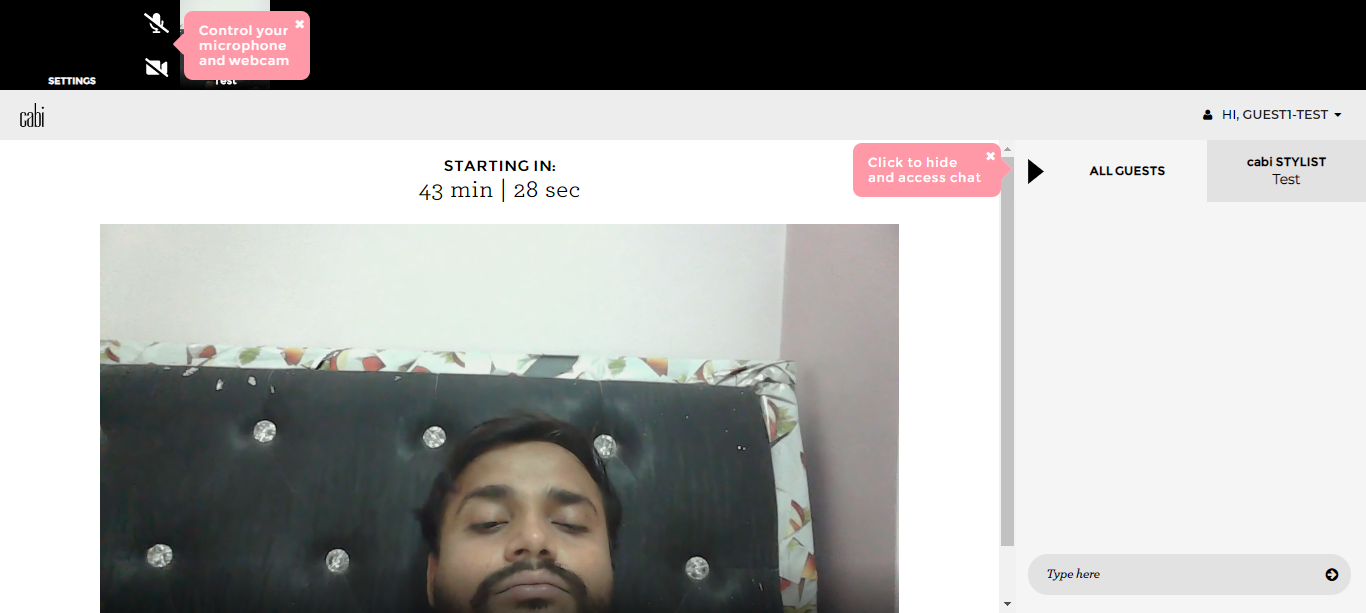 Control your
microphone
and webcam
SETTINGS
Test
cabi
HI, GUEST1-TEST
STARTING IN:
43 min | 28 sec
Click to hide
and access chat
ALL GUESTS
cabi STYLIST
Test
Type here